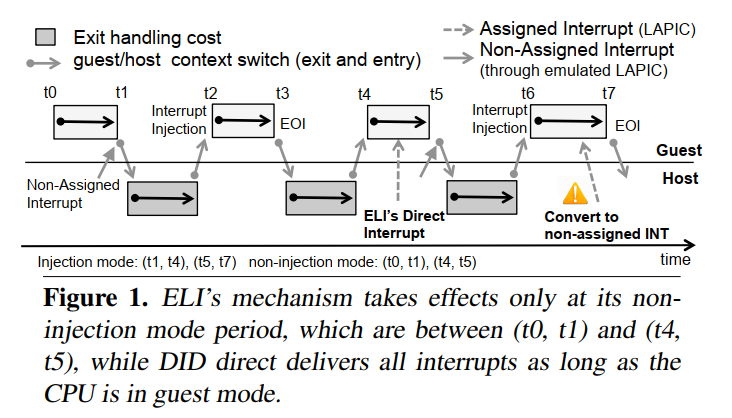 Exit handling cost
guest/host context switch (exit and entry)
Assigned Interrupt (LAPIC)
Non-Assigned Interrupt
(through emulated LAPIC)
t0 t1 t2 t3 t4 t5 t6 t7
Interrupt
Injection
EOI
Interrupt
Injection
EOI
Guest
Host
Non-Assigned
Interrupt
ELI's Direct
Interrupt
Convert to
non-assigned INT
Injection mode: (t1, t4), (t5, t7) non-injection mode: (t0, t1), (t4, t5)
time
Figure 1. ELI's mechanism takes effects only at its non-
injection mode period, which are between (t0, t1) and (t4,
t5), while DID direct delivers all interrupts as long as the
CPU is in guest mode.